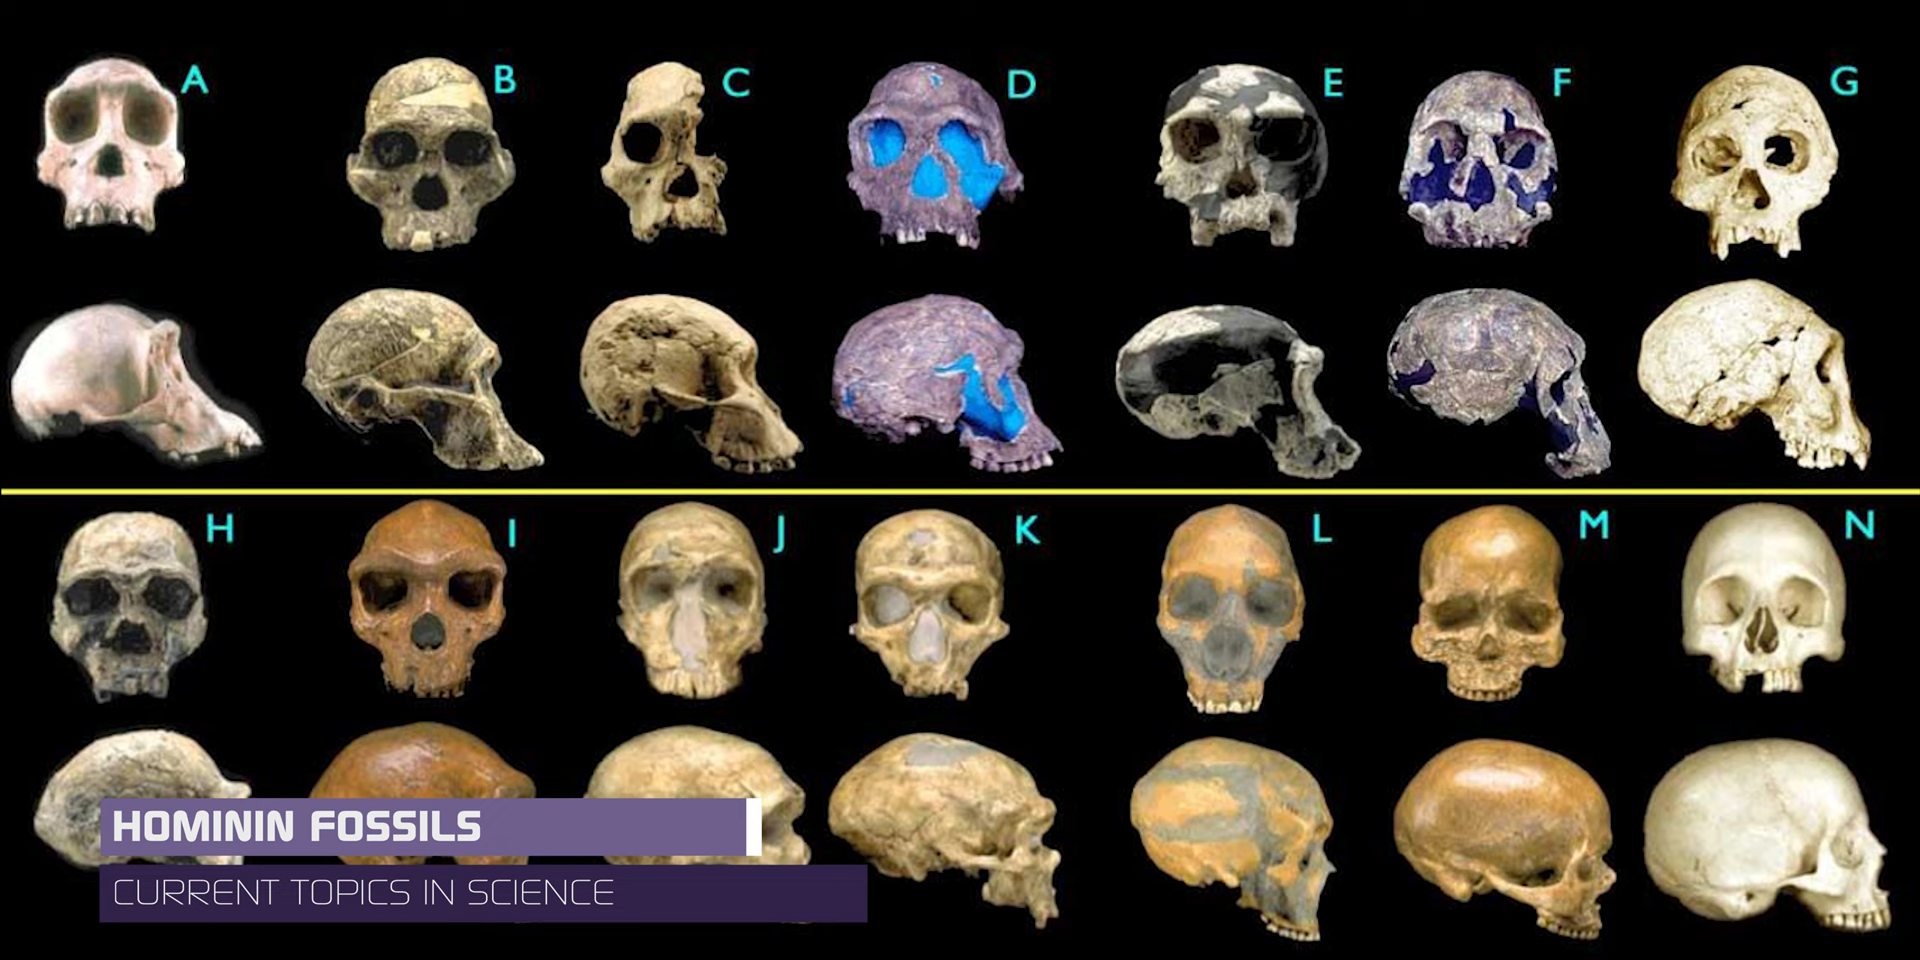 A B C D E F G
H I J K L M N
HOMININ FOSSILS
CURRENT TOPICS IN SCIENCE